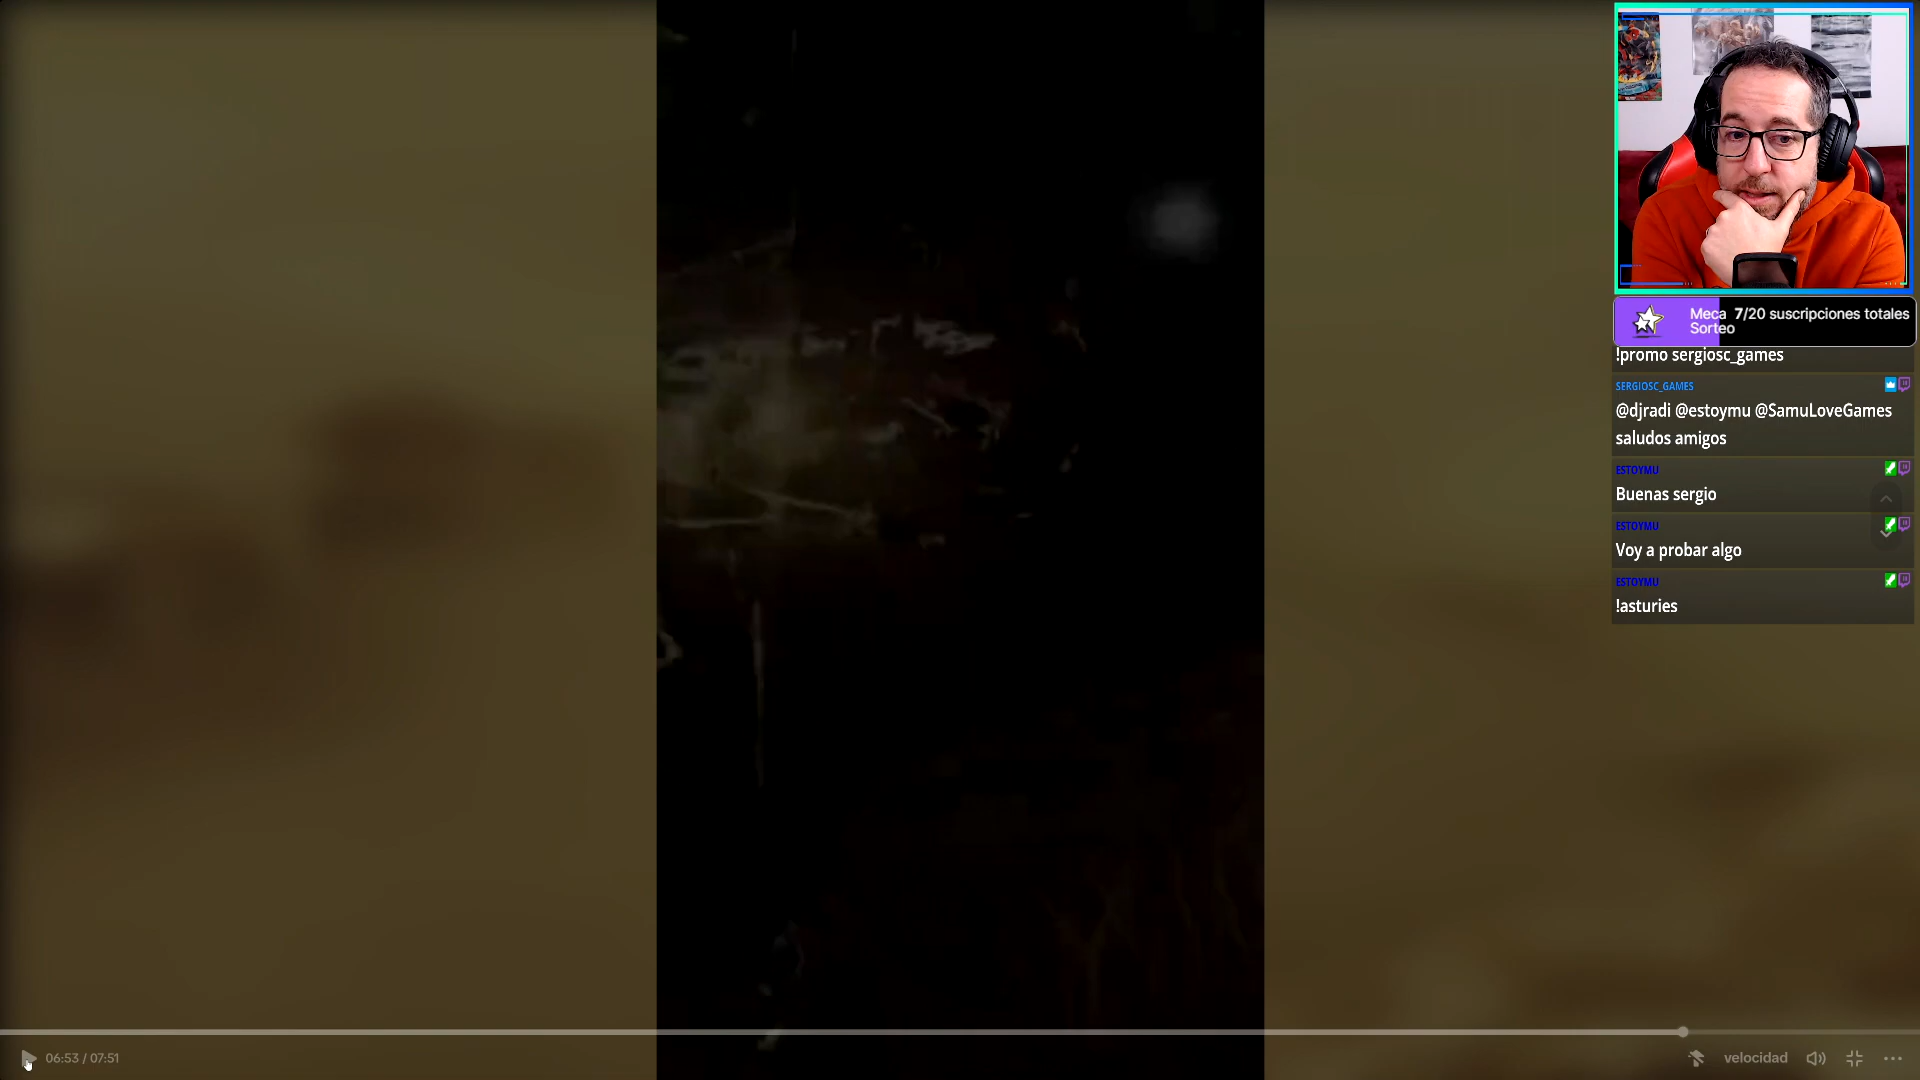 Meca 7/20 suscripciones totales
Sorteo
!promo sergiosc_games
SERGIOSC_GAMES
@djradi @estoymu @SamuLoveGames
saludos amigos
ESTOYMU
Buenas sergio
ESTOYMU
Voy a probar algo
ESTOYMU
!asturies
06:53 / 07:51
velocidad